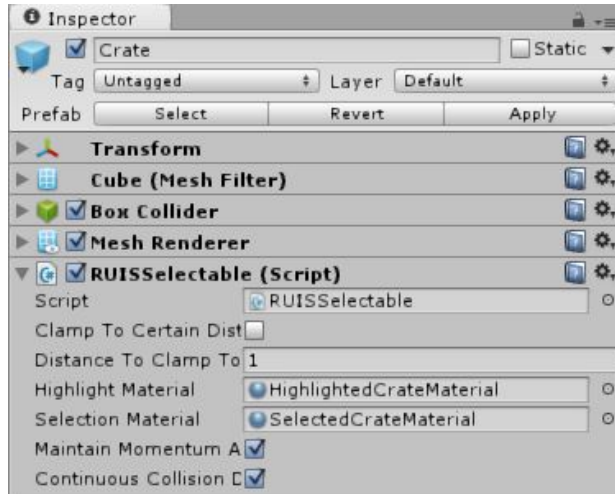 Inspector
Crate Static
Tag Untagged Layer Default
Prefab Select Revert Apply
Transform
Cube (Mesh Filter)
Box Collider
Mesh Renderer
RUISSelectable (Script)
Script RUISSelectable
Clamp To Certain Dist
Distance To Clamp To 1
Highlight Material HighlightedCrateMaterial
Selection Material SelectedCrateMaterial
Maintain Momentum A
Continuous Collision D